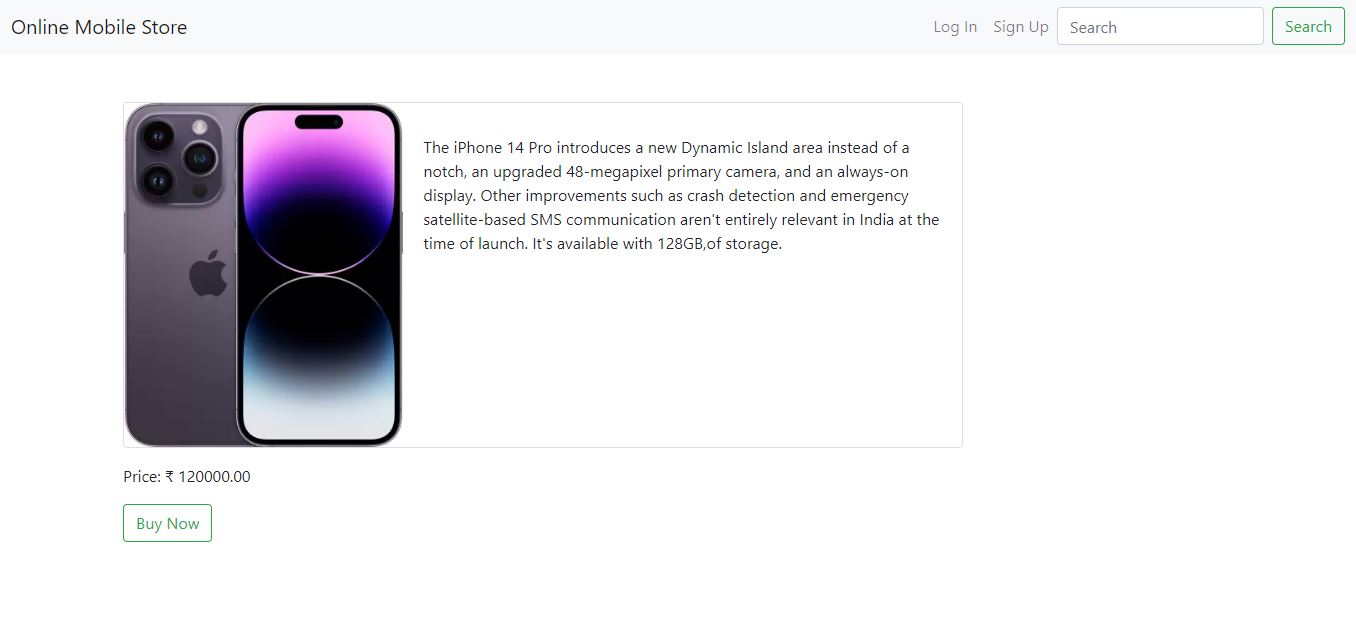 Online Mobile Store
Log In
Sign Up
Search
Search
The iPhone 14 Pro introduces a new Dynamic Island area instead of a
notch, an upgraded 48-megapixel primary camera, and an always-on
display. Other improvements such as crash detection and emergency
satellite-based SMS communication aren't entirely relevant in India at the
time of launch. It's available with 128GB,of storage.
Price: ₹ 120000.00
Buy Now